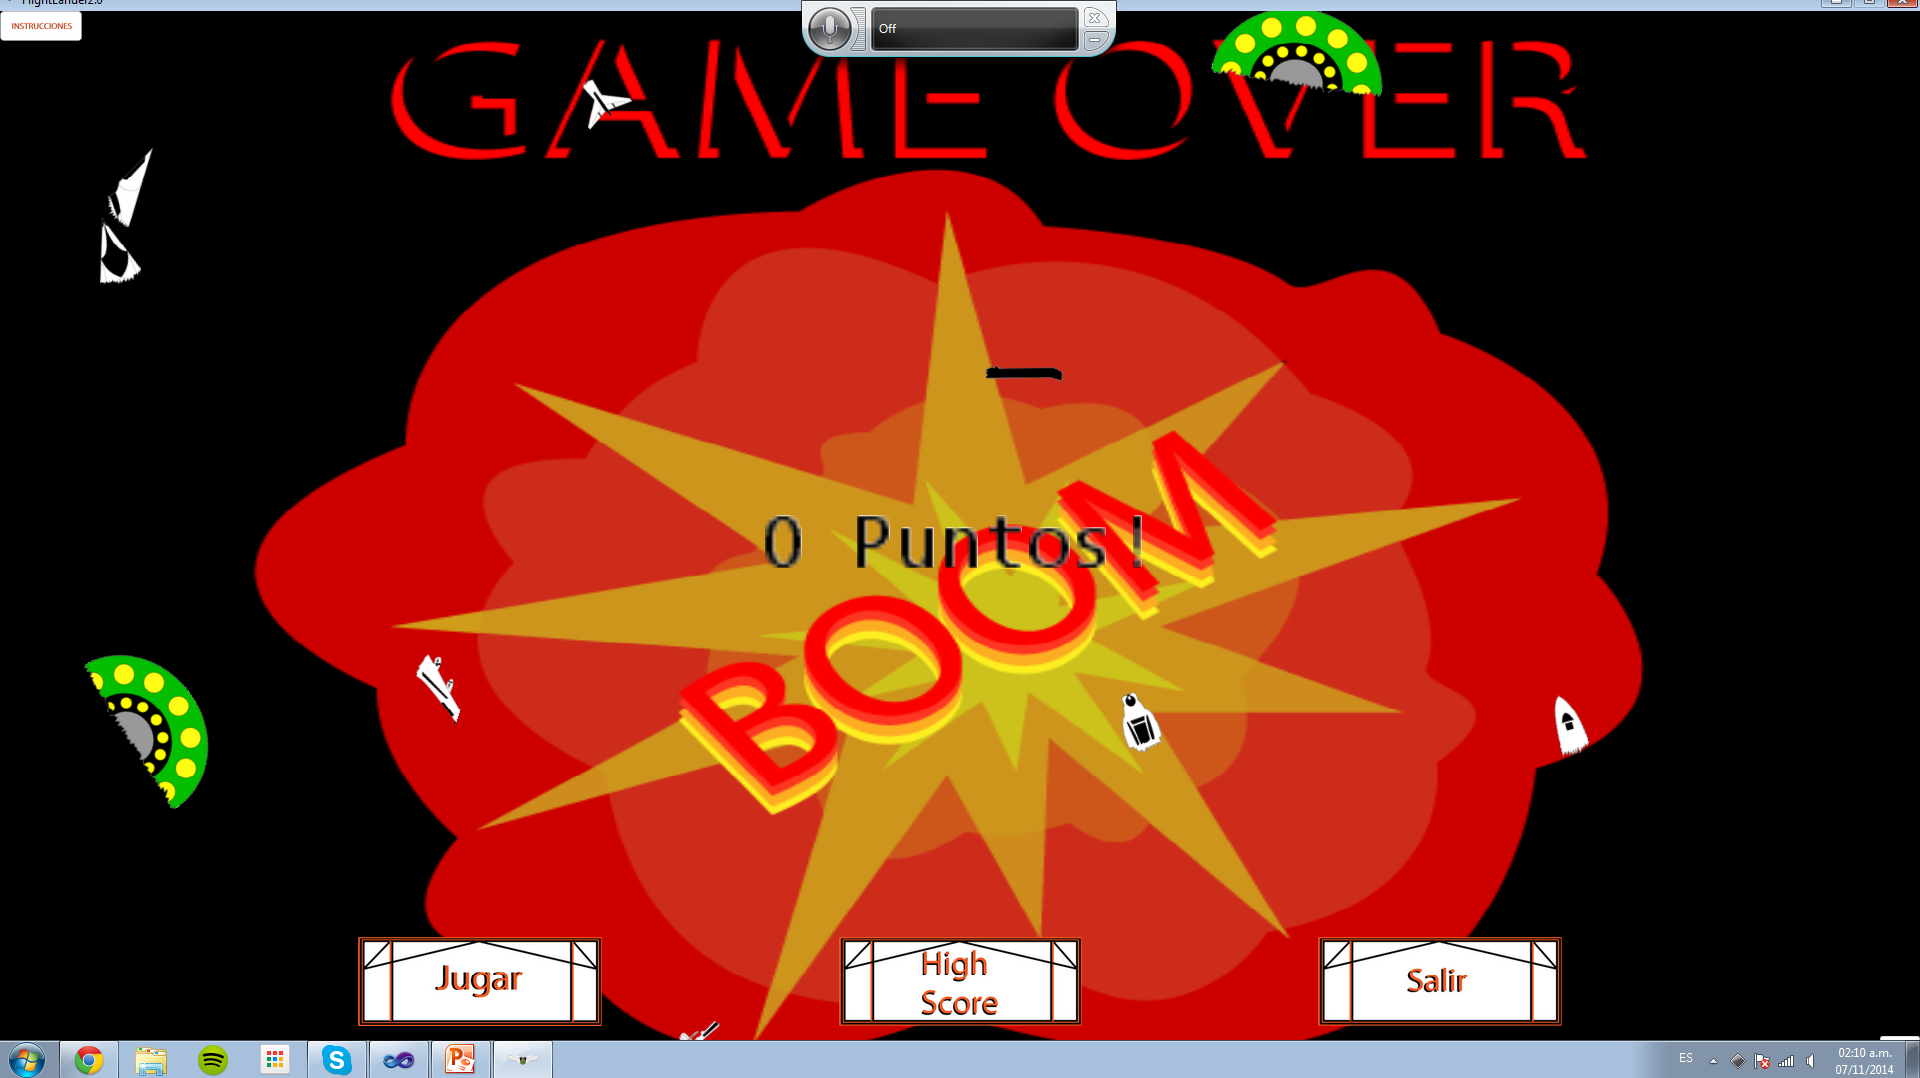 FlightLander2.0
INSTRUCCIONES
Off
GAME OVER
0 Puntos!
BOOM
Jugar
High
Score
Salir
ES
02:10 a.m.
07/11/2014